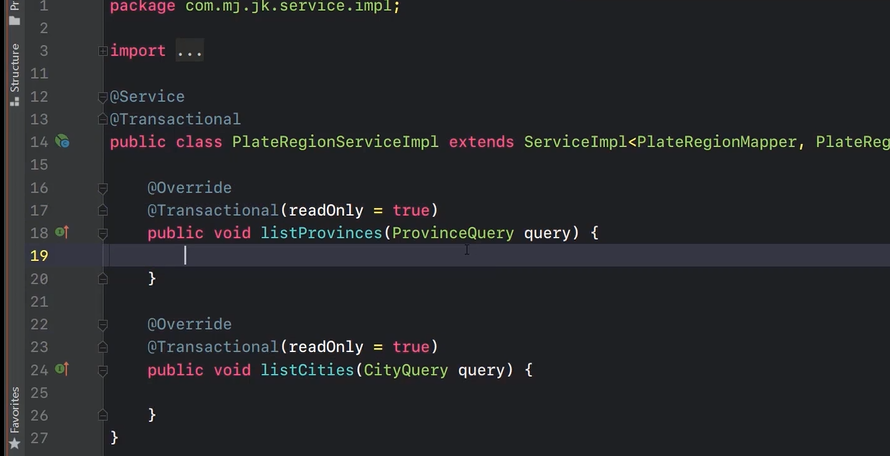 1 package com.mj.jk.service.impl;
2
3 import ...
11
12 @Service
13 @Transactional
14 public class PlateRegionServiceImpl extends ServiceImpl<PlateRegionMapper, PlateReg
15
16 @Override
17 @Transactional(readOnly = true)
18 public void listProvinces(ProvinceQuery query) {
19
20 }
21
22 @Override
23 @Transactional(readOnly = true)
24 public void listCities(CityQuery query) {
25
26 }
27 }
Structure
Favorites